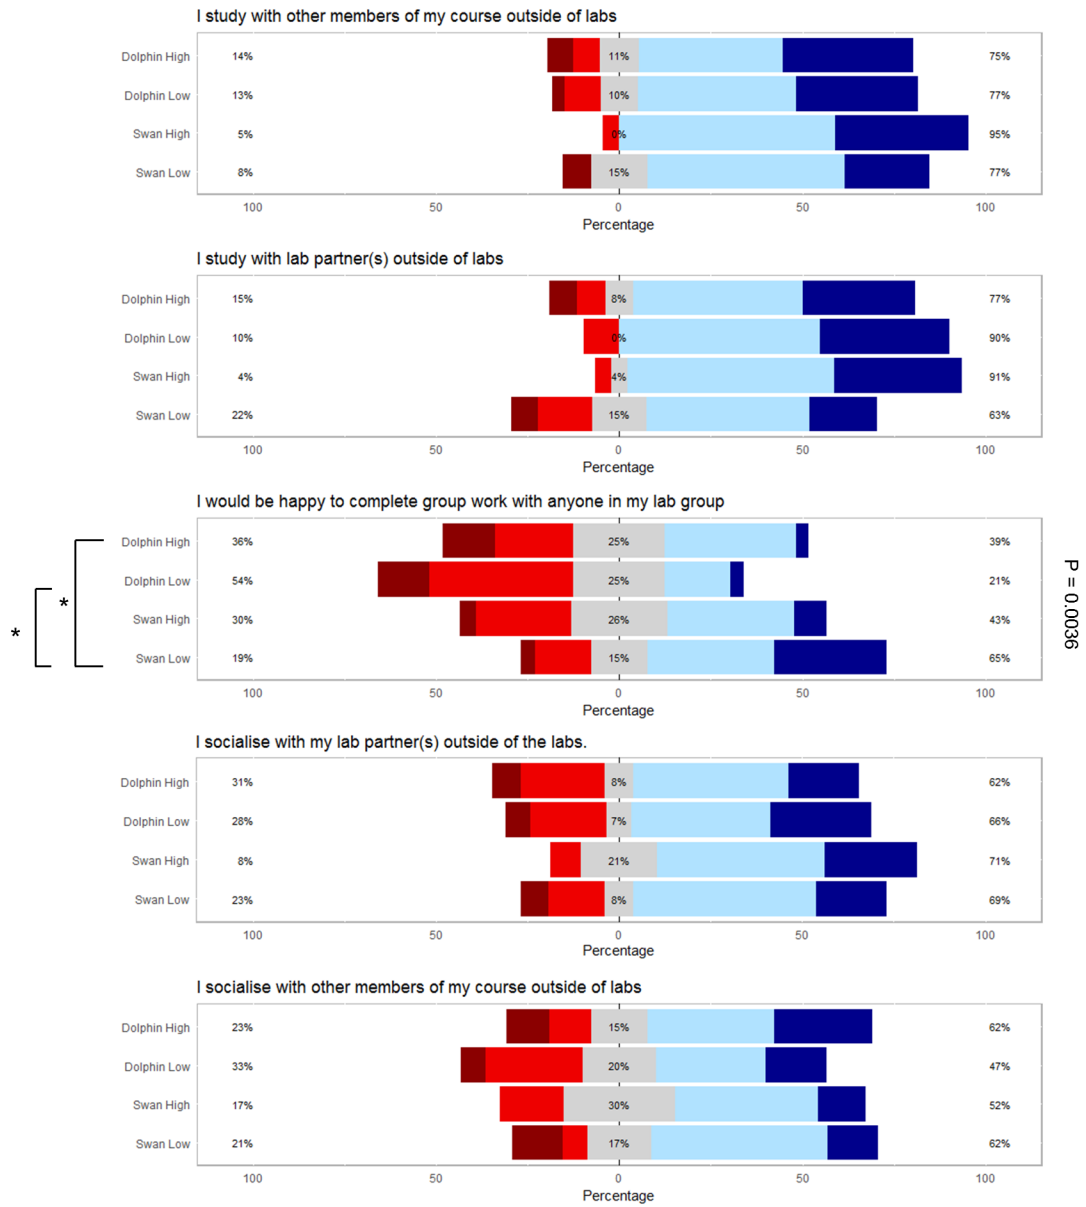 I study with other members of my course outside of labs
Dolphin High 14% 11% 75%
Dolphin Low 13% 10% 77%
Swan High 5% 0% 95%
Swan Low 8% 15% 77%
100 50 0 50 100
Percentage
I study with lab partner(s) outside of labs
Dolphin High 15% 8% 77%
Dolphin Low 10% 0% 90%
Swan High 4% 4% 91%
Swan Low 22% 15% 63%
100 50 0 50 100
Percentage
I would be happy to complete group work with anyone in my lab group
Dolphin High 36% 25% 39%
Dolphin Low 54% 25% 21%
* Swan High 30% 26% 43%
* Swan Low 19% 15% 65%
P = 0.0036
100 50 0 50 100
Percentage
I socialise with my lab partner(s) outside of the labs.
Dolphin High 31% 8% 62%
Dolphin Low 28% 7% 66%
Swan High 8% 21% 71%
Swan Low 23% 8% 69%
100 50 0 50 100
Percentage
I socialise with other members of my course outside of labs
Dolphin High 23% 15% 62%
Dolphin Low 33% 20% 47%
Swan High 17% 30% 52%
Swan Low 21% 17% 62%
100 50 0 50 100
Percentage